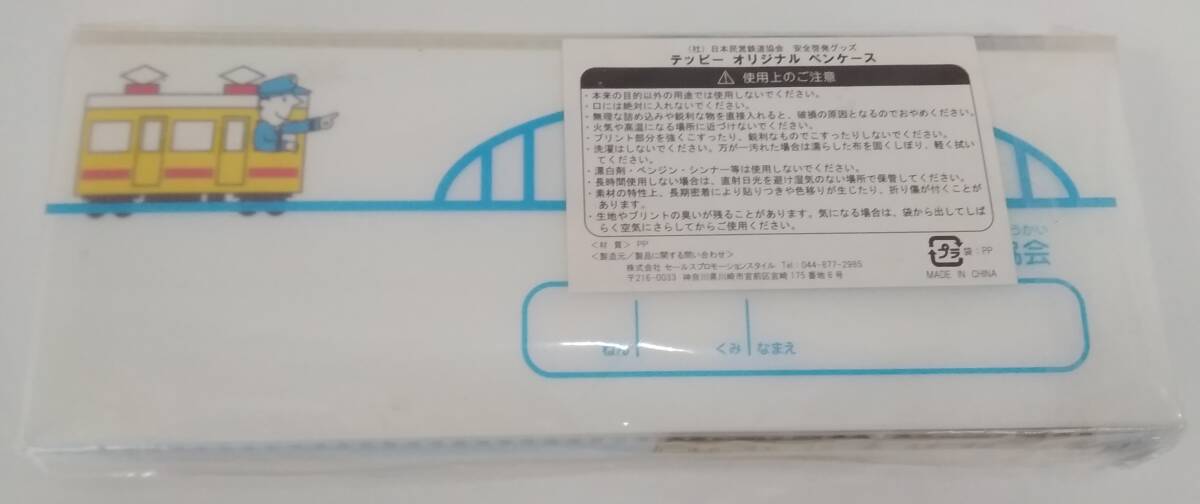 (社)日本民営鉄道協会 安全啓発グッズ
テッピー オリジナル ペンケース
使用上のご注意
・本来の目的以外の用途では使用しないでください。
・口には絶対に入れないでください。
・無理な詰め込みや鋭利な物を直接入れると、破損の原因となるのでおやめください。
・火気や高温になる場所に近づけないでください。
・プリント部分を強くこすったり、鋭利なものでこすったりしないでください。
・洗濯はしないでください。万が一汚れた場合は濡らした布を固くしぼり、軽く拭い
てください。
・漂白剤・ベンジン・シンナー等は使用しないでください。
・長時間使用しない場合は、直射日光を避け湿気のない場所で保管してください。
・素材の特性上、長期密着により貼りつきや色移りが生じたり、折り傷が付くことが
あります。
・生地やプリントの臭いが残ることがあります。気になる場合は、袋から出してしば
らく空気にさらしてからご使用ください。
<材 質> PP
<製造元/製品に関する問い合わせ>
株式会社 セールスプロモーションスタイル Tel:044-877-2985
〒216-0033 神奈川県川崎市宮前区宮崎175番地6号
プラ 袋:PP
MADE IN CHINA
うかい
協会
ねん くみ なまえ